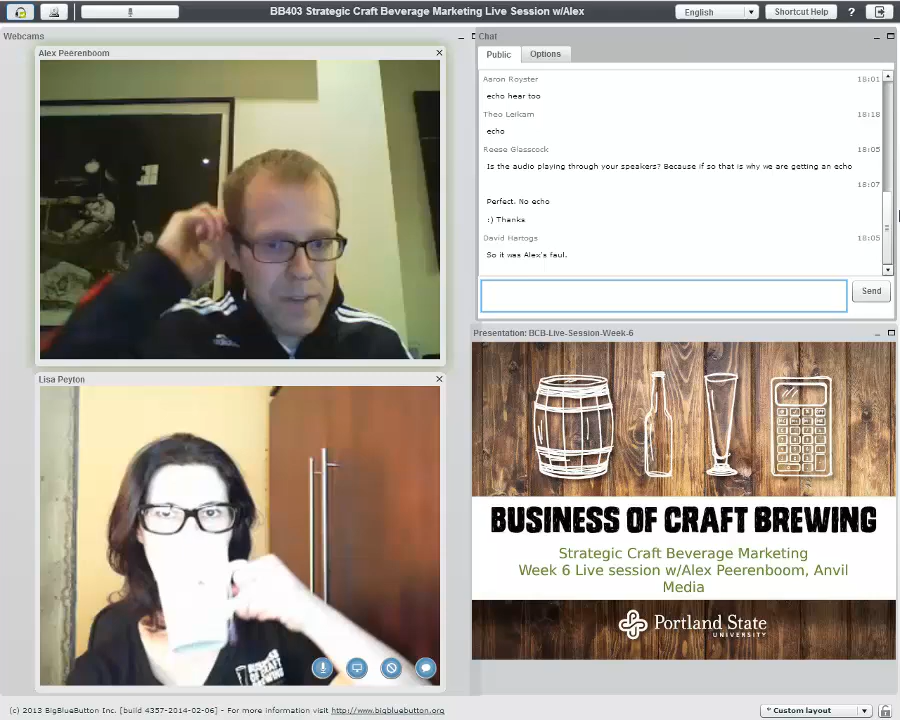 BB403 Strategic Craft Beverage Marketing Live Session w/Alex
English
Shortcut Help
?
Webcams
Alex Peerenboom
Lisa Peyton
BUSINESS
OF CRAFT
BREWING
Chat
Public
Options
Aaron Royster 18:01
echo hear too
Theo Leikam 18:18
echo
Reese Glasscock 18:05
Is the audio playing through your speakers? Because if so that is why we are getting an echo
18:07
Perfect. No echo
:) Thanks
David Hartogs 18:05
So it was Alex's faul.
Send
Presentation: BCB-Live-Session-Week-6
BUSINESS OF CRAFT BREWING
Strategic Craft Beverage Marketing
Week 6 Live session w/Alex Peerenboom, Anvil
Media
Portland State
UNIVERSITY
(c) 2013 BigBlueButton Inc. [build 4357-2014-02-06] - For more information visit http://www.bigbluebutton.org
* Custom layout